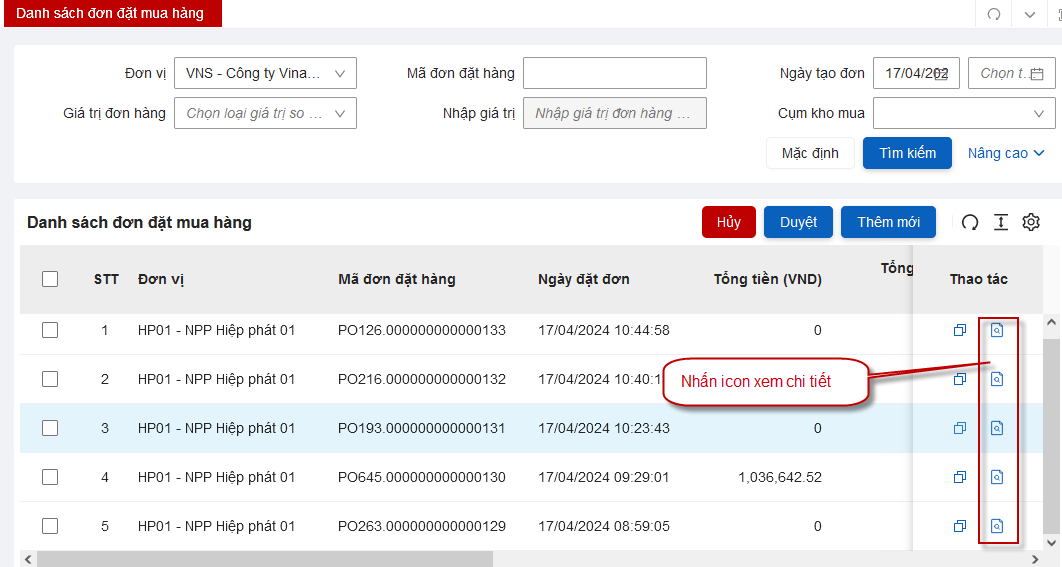 Danh sách đơn đặt mua hàng
Đơn vị VNS - Công ty Vina... Mã đơn đặt hàng Ngày tạo đơn 17/04/202 Chọn t...
Giá trị đơn hàng Chọn loại giá trị so ... Nhập giá trị Nhập giá trị đơn hàng ... Cụm kho mua
Mặc định Tìm kiếm Nâng cao
Danh sách đơn đặt mua hàng Hủy Duyệt Thêm mới
STT Đơn vị Mã đơn đặt hàng Ngày đặt đơn Tổng tiền (VND) Tổng Thao tác
1 HP01 - NPP Hiệp phát 01 PO126.000000000000133 17/04/2024 10:44:58 0
2 HP01 - NPP Hiệp phát 01 PO216.000000000000132 17/04/2024 10:40:1
Nhấn icon xem chi tiết
3 HP01 - NPP Hiệp phát 01 PO193.000000000000131 17/04/2024 10:23:43 0
4 HP01 - NPP Hiệp phát 01 PO645.000000000000130 17/04/2024 09:29:01 1,036,642.52
5 HP01 - NPP Hiệp phát 01 PO263.000000000000129 17/04/2024 08:59:05 0